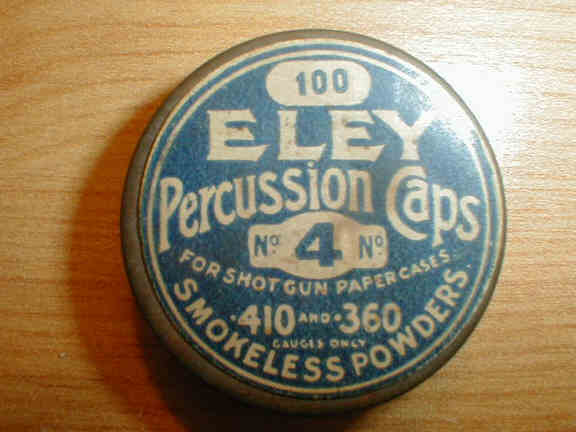 100
ELEY
Percussion Caps
No 4 No
FOR SHOT GUN PAPER CASES
.410 AND .360
GAUGES ONLY
SMOKELESS POWDERS.